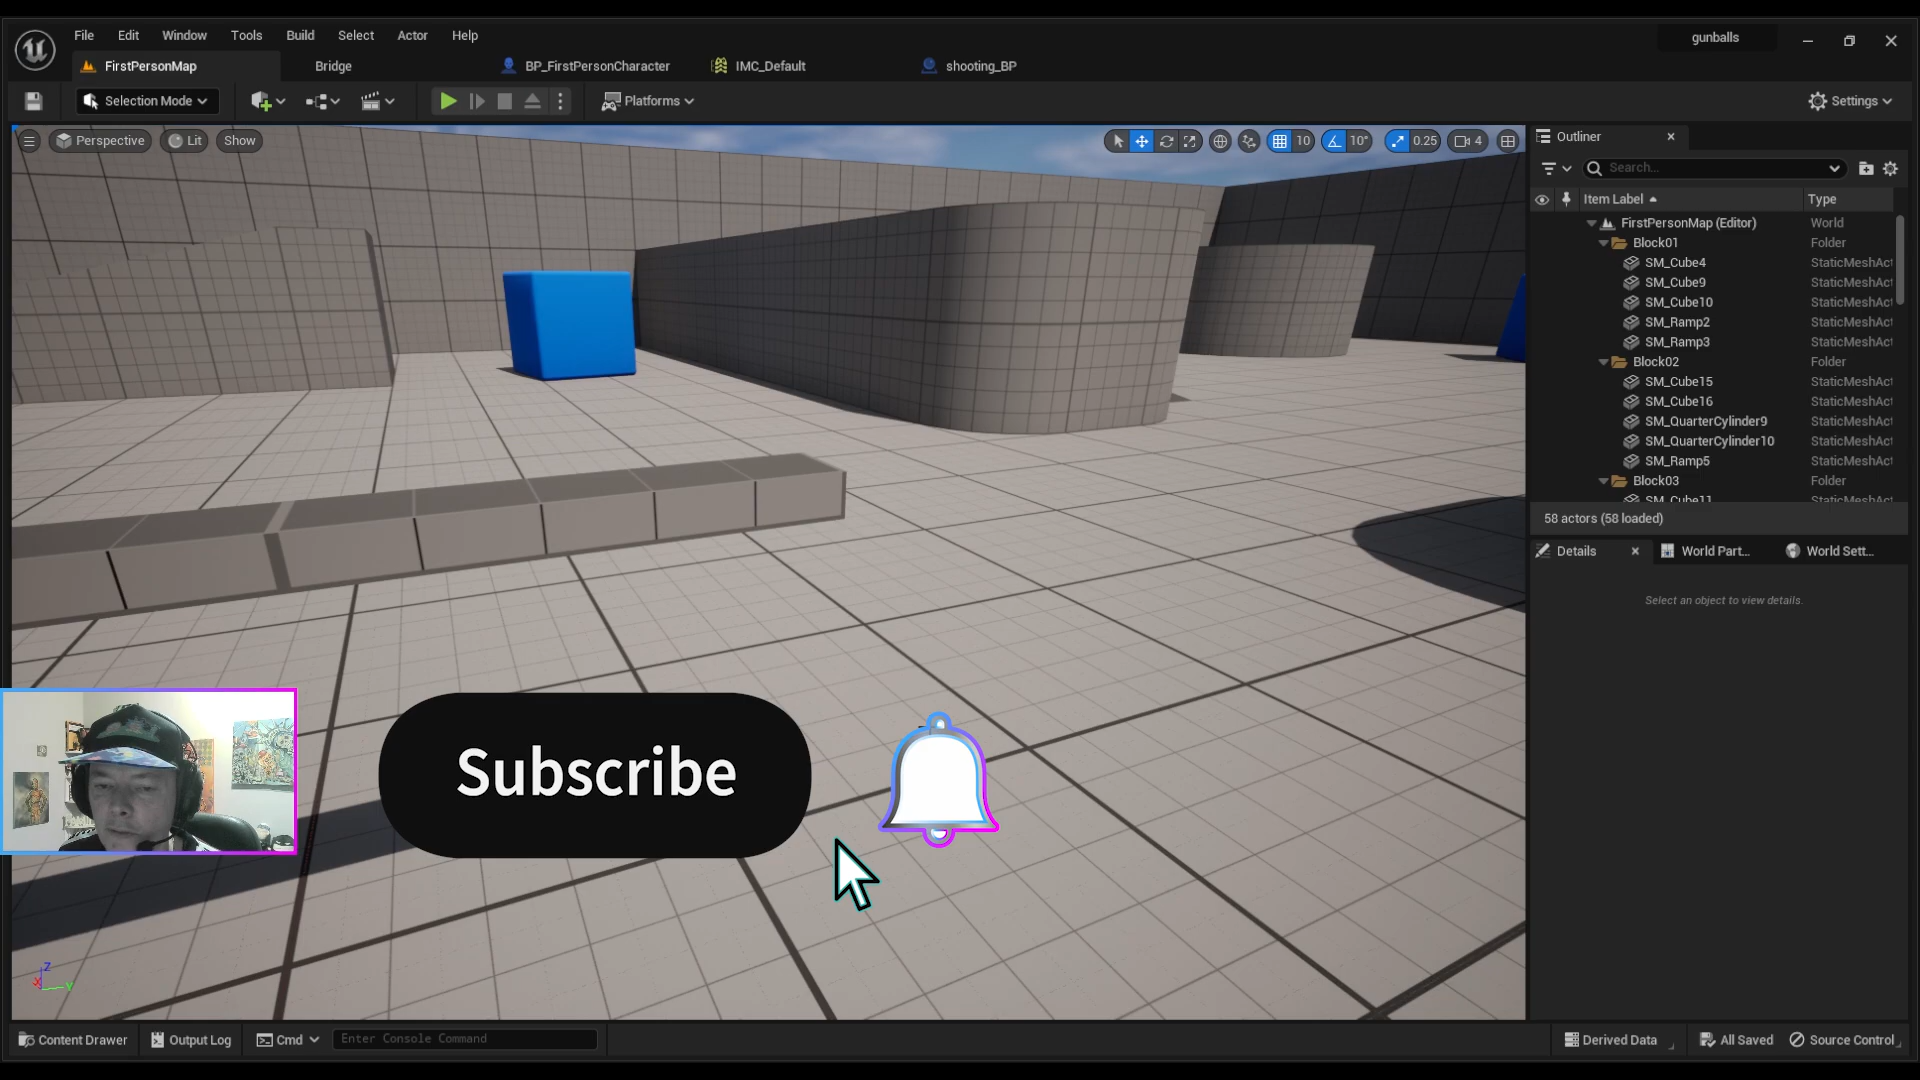 File Edit Window Tools Build Select Actor Help
gunballs
FirstPersonMap Bridge BP_FirstPersonCharacter IMC_Default shooting_BP
Selection Mode Platforms Settings
Perspective Lit Show 10 10° 0.25 4
Outliner
Search...
Item Label Type
FirstPersonMap (Editor) World
Block01 Folder
SM_Cube4 StaticMeshAct
SM_Cube9 StaticMeshAct
SM_Cube10 StaticMeshAct
SM_Ramp2 StaticMeshAct
SM_Ramp3 StaticMeshAct
Block02 Folder
SM_Cube15 StaticMeshAct
SM_Cube16 StaticMeshAct
SM_QuarterCylinder9 StaticMeshAct
SM_QuarterCylinder10 StaticMeshAct
SM_Ramp5 StaticMeshAct
Block03 Folder
SM_Cube11 StaticMeshAct
58 actors (58 loaded)
Details World Part... World Sett...
Select an object to view details.
Subscribe
Z
X
Y
Content Drawer Output Log Cmd Enter Console Command Derived Data All Saved Source Control